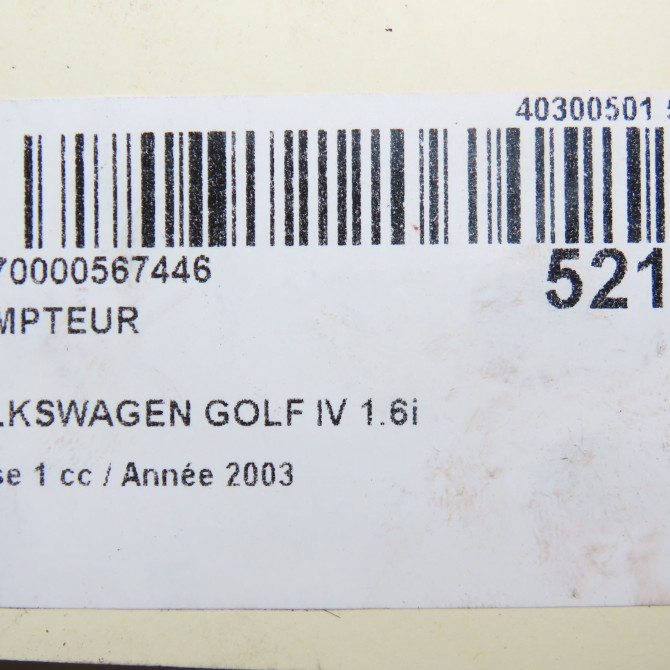 40300501 5
70000567446
521
MPTEUR
LKSWAGEN GOLF IV 1.6i
se 1 cc / Année 2003